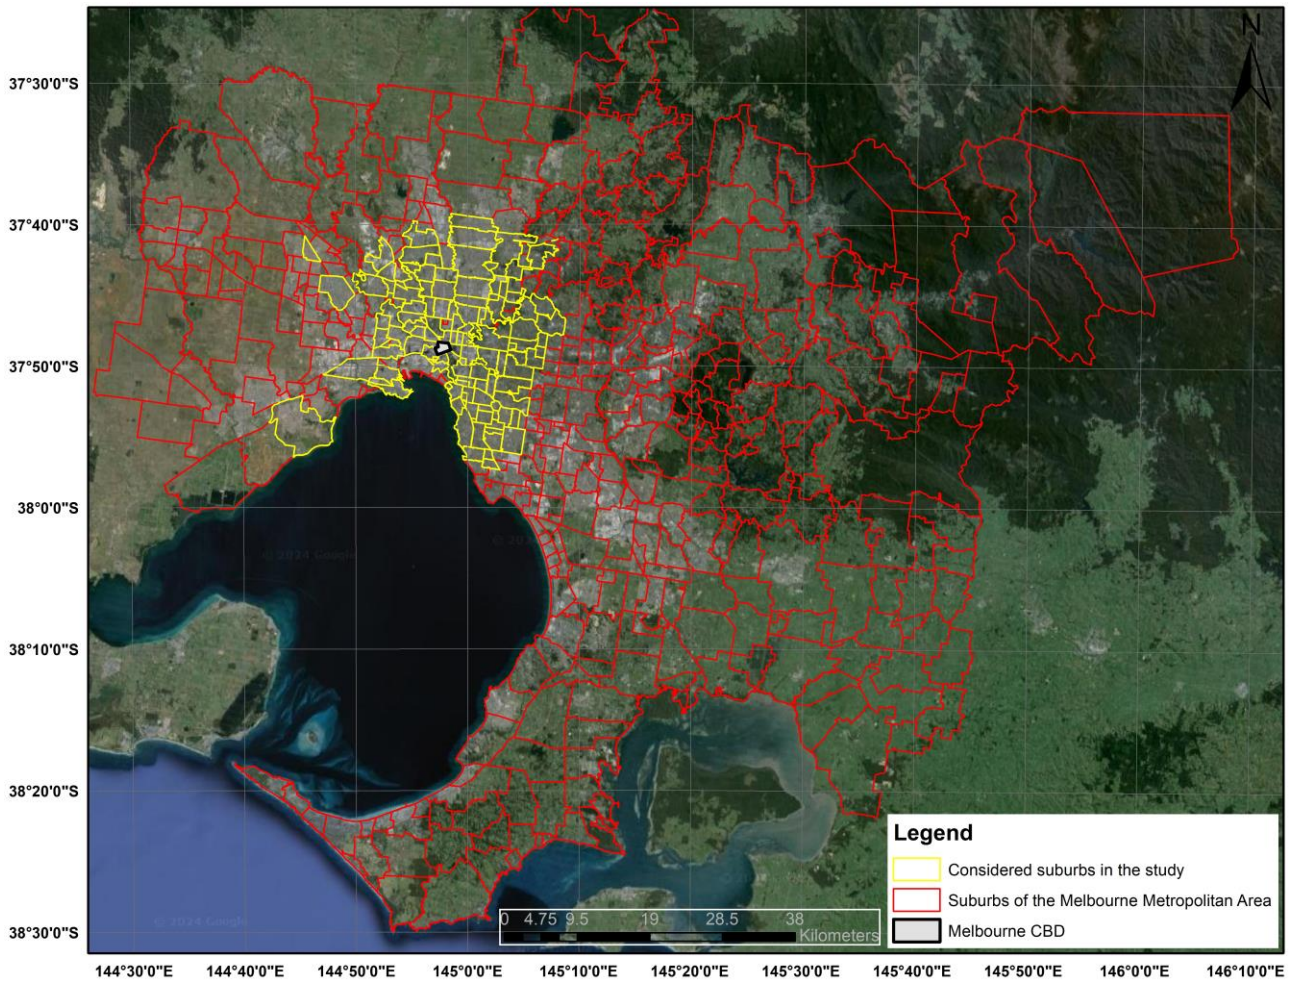 N
37°30'0"S
37°40'0"S
37°50'0"S
38°0'0"S
38°10'0"S
38°20'0"S
38°30'0"S
© 2024 Google
© 2024 Google
Legend
Considered suburbs in the study
Suburbs of the Melbourne Metropolitan Area
Melbourne CBD
0 4.75 9.5 19 28.5 38
Kilometers
144°30'0"E 144°40'0"E 144°50'0"E 145°0'0"E 145°10'0"E 145°20'0"E 145°30'0"E 145°40'0"E 145°50'0"E 146°0'0"E 146°10'0"E